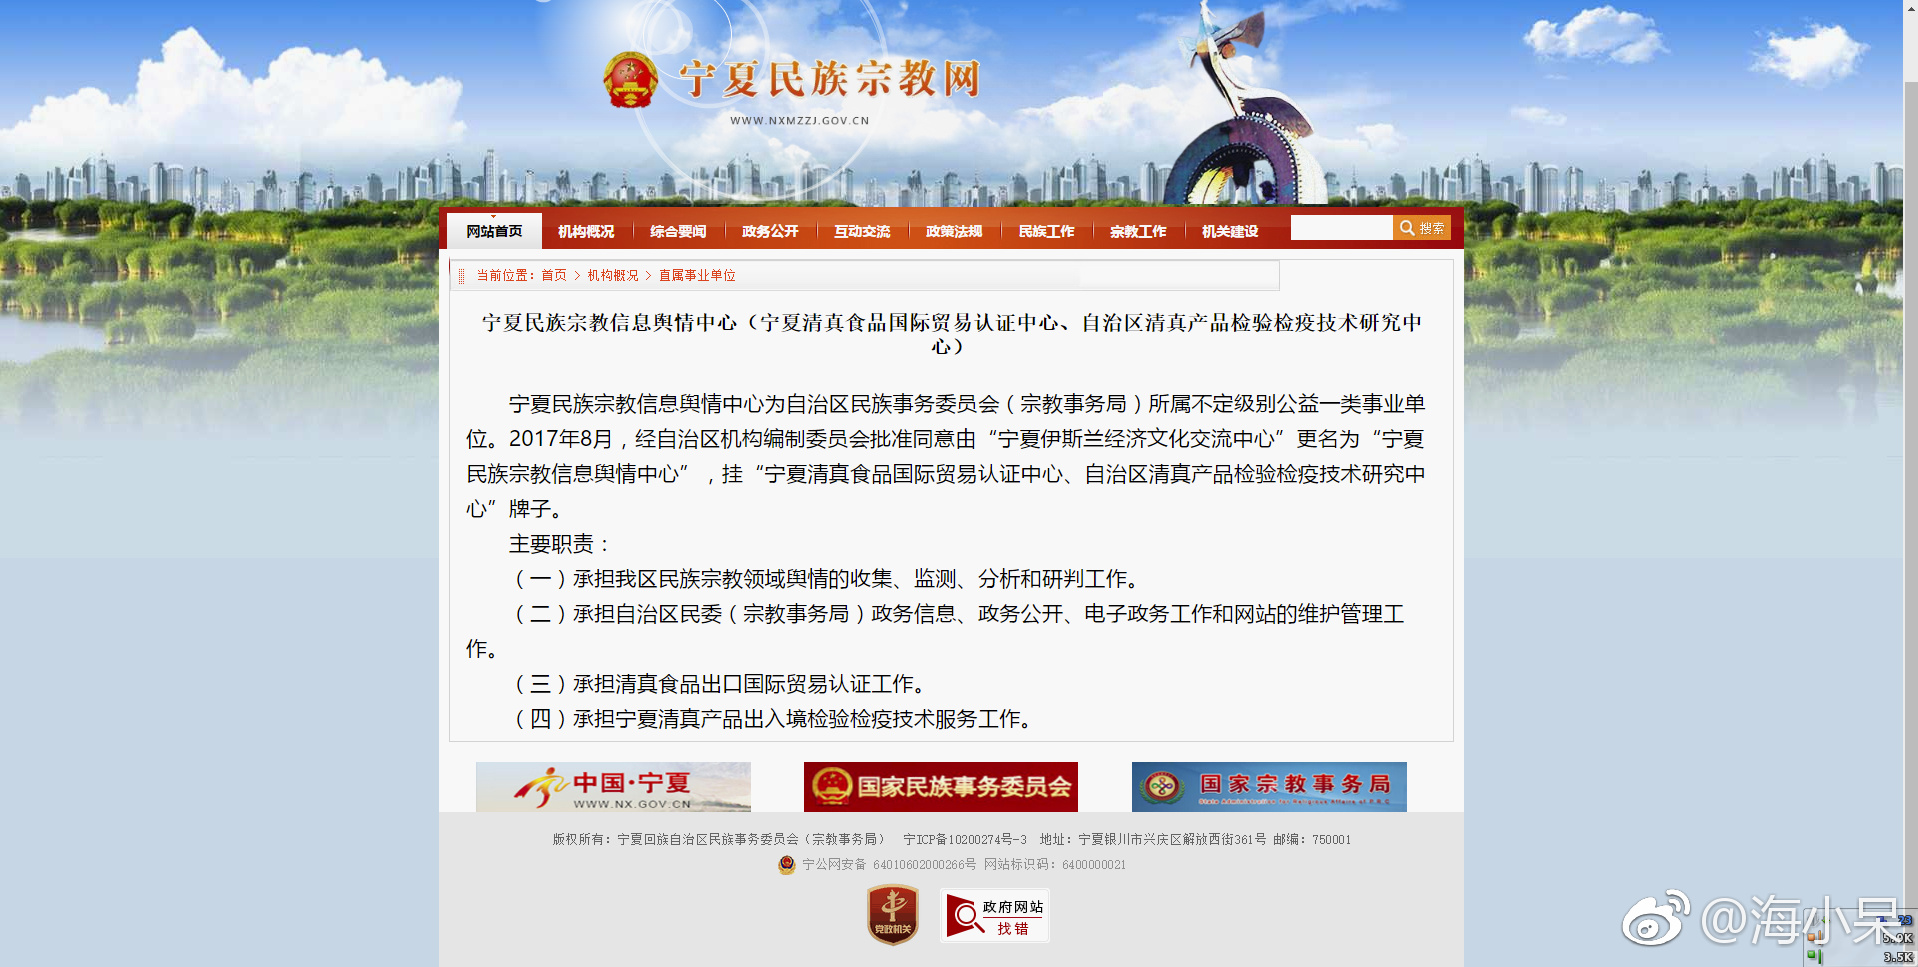 宁夏民族宗教网
WWW.NXMZZJ.GOV.CN
网站首页 机构概况 综合要闻 政务公开 互动交流 政策法规 民族工作 宗教工作 机关建设 搜索
当前位置：首页 > 机构概况 > 直属事业单位
宁夏民族宗教信息舆情中心（宁夏清真食品国际贸易认证中心、自治区清真产品检验检疫技术研究中
心）
宁夏民族宗教信息舆情中心为自治区民族事务委员会（宗教事务局）所属不定级别公益一类事业单
位。2017年8月，经自治区机构编制委员会批准同意由“宁夏伊斯兰经济文化交流中心”更名为“宁夏
民族宗教信息舆情中心”，挂“宁夏清真食品国际贸易认证中心、自治区清真产品检验检疫技术研究中
心”牌子。
主要职责：
（一）承担我区民族宗教领域舆情的收集、监测、分析和研判工作。
（二）承担自治区民委（宗教事务局）政务信息、政务公开、电子政务工作和网站的维护管理工
作。
（三）承担清真食品出口国际贸易认证工作。
（四）承担宁夏清真产品出入境检验检疫技术服务工作。
中国·宁夏
WWW.NX.GOV.CN
国家民族事务委员会
国家宗教事务局
State Administration for Religious Affairs of P.R.C
版权所有：宁夏回族自治区民族事务委员会（宗教事务局） 宁ICP备10200274号-3 地址：宁夏银川市兴庆区解放西街361号 邮编：750001
宁公网安备 64010602000266号 网站标识码：6400000021
党政机关
政府网站
找错
@海小呆
3.5K